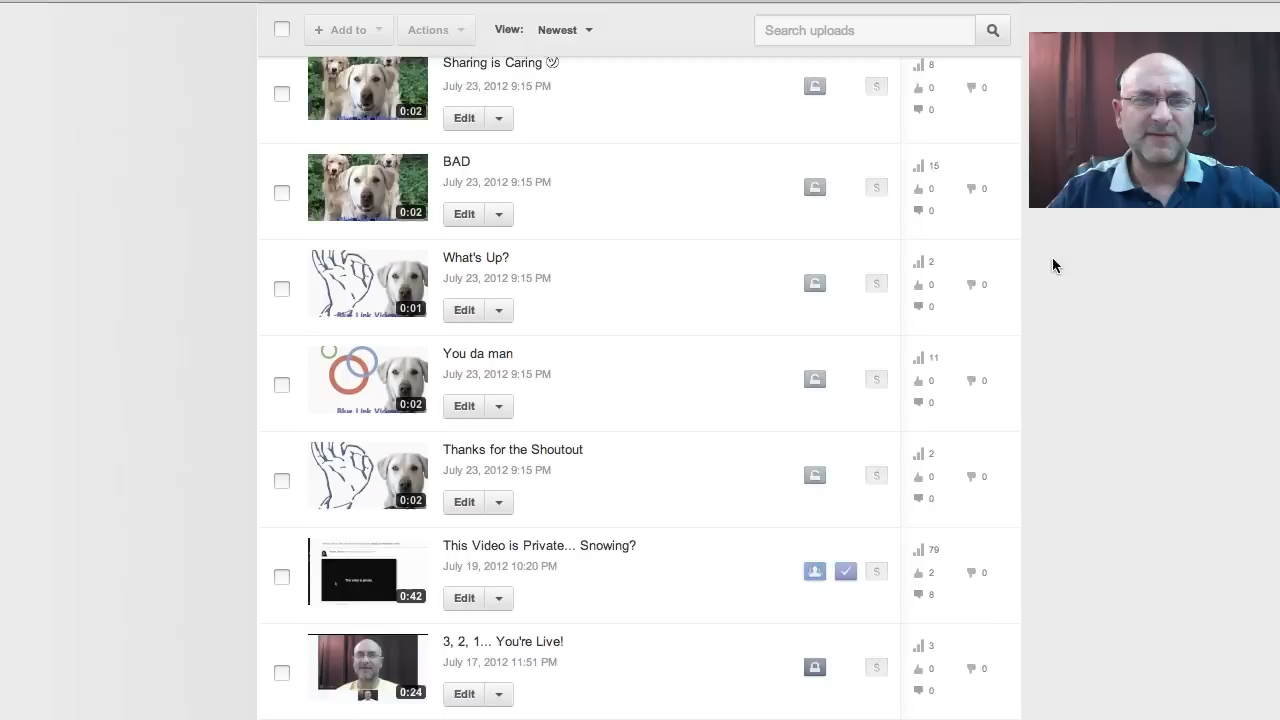 + Add to
Actions
View:
Newest
Search uploads
Sharing is Caring
July 23, 2012 9:15 PM
0:02
Edit
$
8
0
0
0
BAD
July 23, 2012 9:15 PM
0:02
Edit
$
15
0
0
0
What's Up?
July 23, 2012 9:15 PM
0:01
Blue Link Video
Edit
$
2
0
0
0
You da man
July 23, 2012 9:15 PM
0:02
Blue Link Video
Edit
$
11
0
0
0
Thanks for the Shoutout
July 23, 2012 9:15 PM
0:02
Edit
$
2
0
0
0
This Video is Private... Snowing?
July 19, 2012 10:20 PM
0:42
Edit
$
79
2
0
8
3, 2, 1... You're Live!
July 17, 2012 11:51 PM
0:24
Edit
$
3
0
0
0